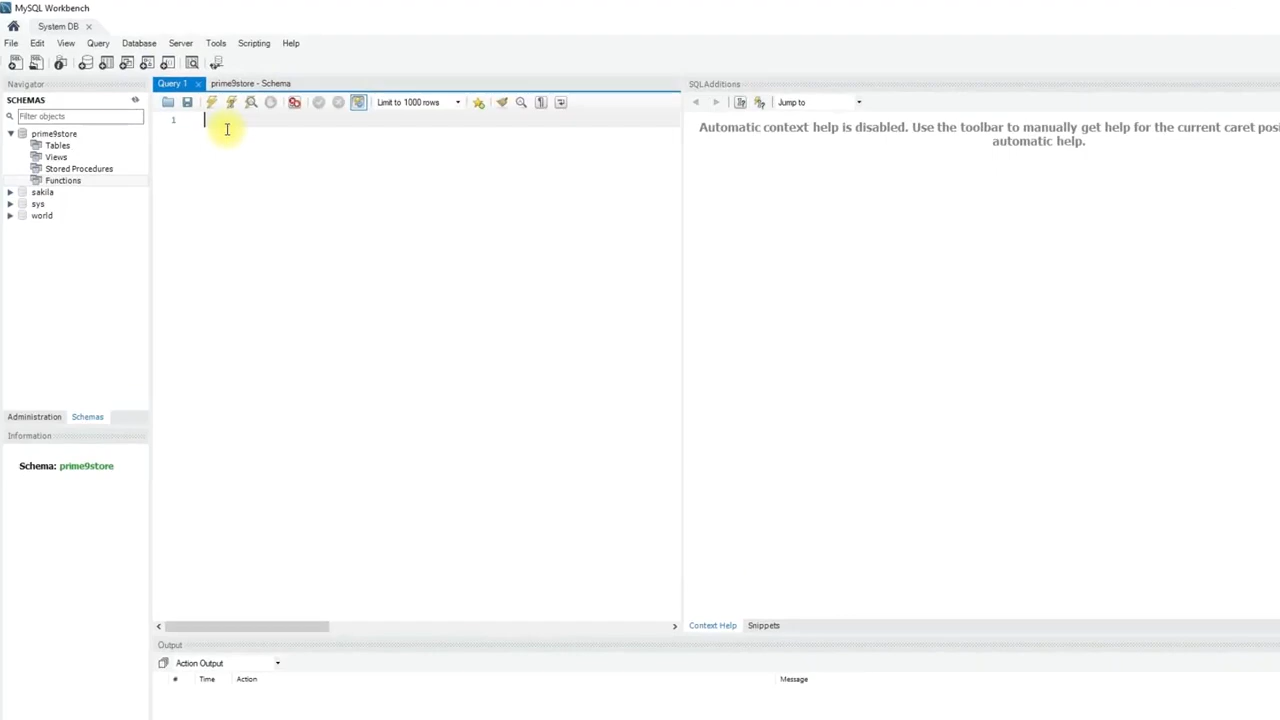 MySQL Workbench
System DB
File Edit View Query Database Server Tools Scripting Help
Navigator
SCHEMAS
Filter objects
prime9store
Tables
Views
Stored Procedures
Functions
sakila
sys
world
Administration Schemas
Information
Schema: prime9store
Query 1 prime9store - Schema
Limit to 1000 rows
1
SQLAdditions
Jump to
Automatic context help is disabled. Use the toolbar to manually get help for the current caret posi
automatic help.
Context Help Snippets
Output
Action Output
# Time Action Message